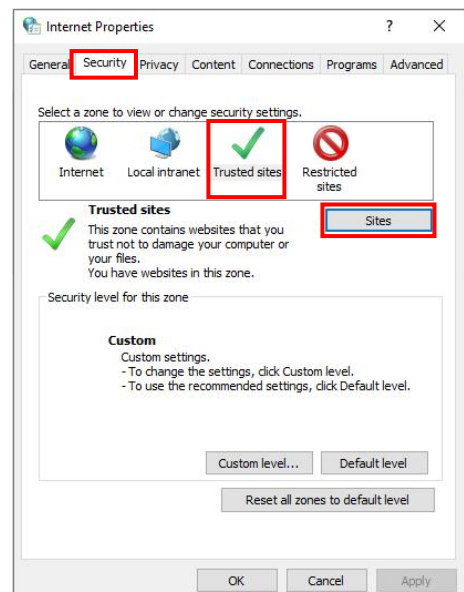 Internet Properties
? X
General Security Privacy Content Connections Programs Advanced
Select a zone to view or change security settings.
Internet Local intranet Trusted sites Restricted
sites
Trusted sites
Sites
This zone contains websites that you
trust not to damage your computer or
your files.
You have websites in this zone.
Security level for this zone
Custom
Custom settings.
- To change the settings, click Custom level.
- To use the recommended settings, click Default level.
Custom level... Default level
Reset all zones to default level
OK Cancel Apply